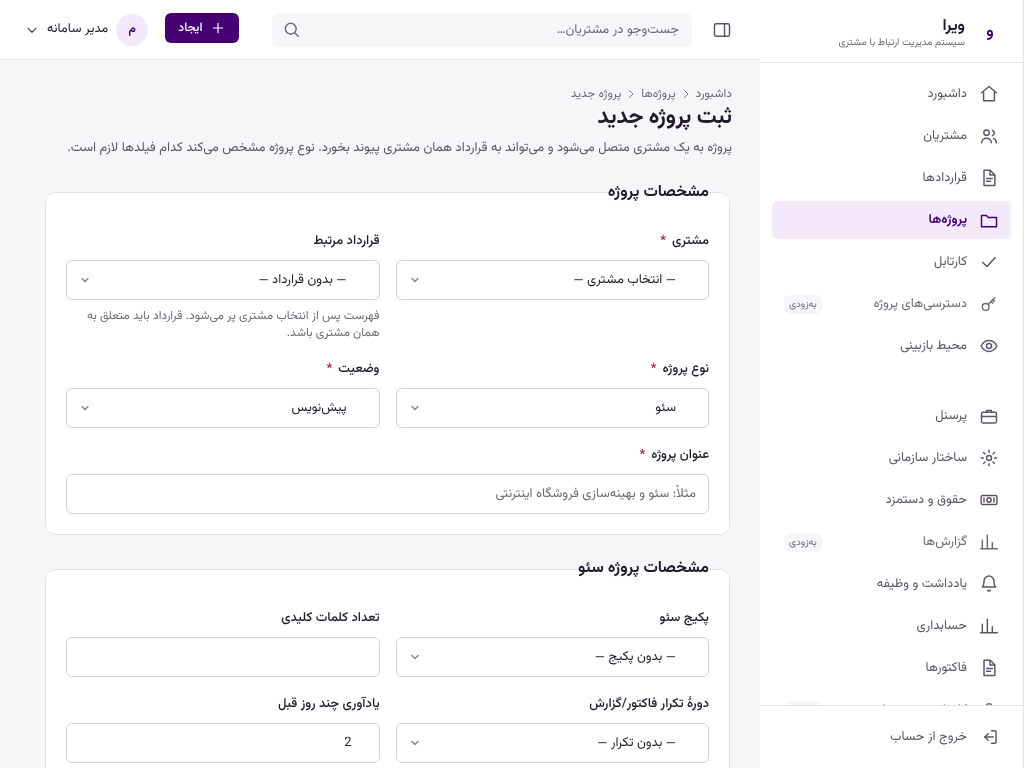 ویرا
سیستم مدیریت ارتباط با مشتری
و
داشبورد
مشتریان
قراردادها
پروژه‌ها
کارتابل
دسترسی‌های پروژه
به‌زودی
محیط بازبینی
پرسنل
ساختار سازمانی
حقوق و دستمزد
گزارش‌ها
به‌زودی
یادداشت و وظیفه
حسابداری
فاکتورها
خروج از حساب
جست‌وجو در مشتریان...
ایجاد
م
مدیر سامانه
داشبورد
پروژه‌ها
پروژه جدید
ثبت پروژه جدید
پروژه به یک مشتری متصل می‌شود و می‌تواند به قرارداد همان مشتری پیوند بخورد. نوع پروژه مشخص می‌کند کدام فیلدها لازم است.
مشخصات پروژه
مشتری *
— انتخاب مشتری —
قرارداد مرتبط
— بدون قرارداد —
فهرست پس از انتخاب مشتری پر می‌شود. قرارداد باید متعلق به
همان مشتری باشد.
نوع پروژه *
سئو
وضعیت *
پیش‌نویس
عنوان پروژه *
مثلاً: سئو و بهینه‌سازی فروشگاه اینترنتی
مشخصات پروژه سئو
پکیج سئو
— بدون پکیج —
تعداد کلمات کلیدی
دورهٔ تکرار فاکتور/گزارش
— بدون تکرار —
یادآوری چند روز قبل
2